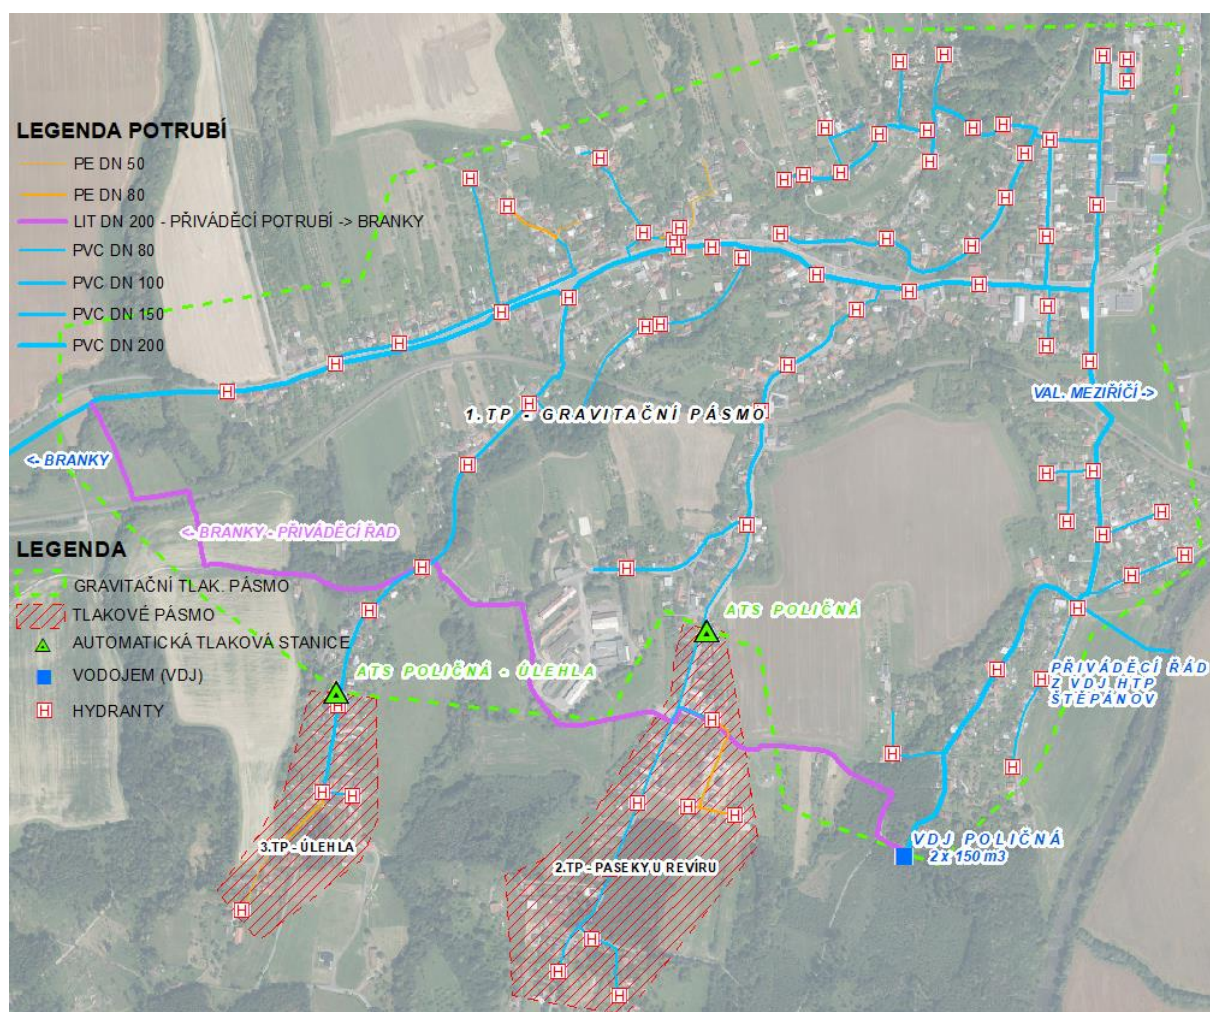 LEGENDA POTRUBÍ
PE DN 50
PE DN 80
LIT DN 200 - PŘIVÁDĚCÍ POTRUBÍ -> BRANKY
PVC DN 80
PVC DN 100
PVC DN 150
PVC DN 200
VAL. MEZIŘÍČÍ ->
1.TP - GRAVITAČNÍ PÁSMO
<- BRANKY
<- BRANKY - PŘIVÁDĚCÍ ŘAD
LEGENDA
GRAVITAČNÍ TLAK. PÁSMO
TLAKOVÉ PÁSMO
AUTOMATICKÁ TLAKOVÁ STANICE
VODOJEM (VDJ)
H HYDRANTY
ATS POLIČNÁ
ATS POLIČNÁ - ÚLEHLA
PŘIVÁDĚCÍ ŘÁD
Z VDJ HTP
ŠTĚPÁNOV
3.TP - ÚLEHLA
2.TP - PASEKY U REVÍRU
VDJ POLIČNÁ
2 x 150 m3